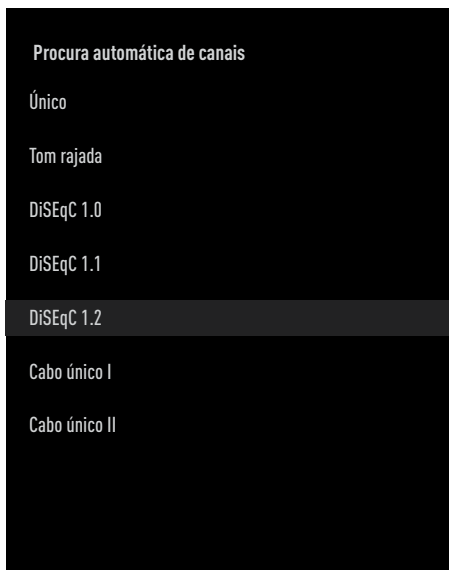 Procura automática de canais
Único
Tom rajada
DiSEqC 1.0
DiSEqC 1.1
DiSEqC 1.2
Cabo único I
Cabo único II